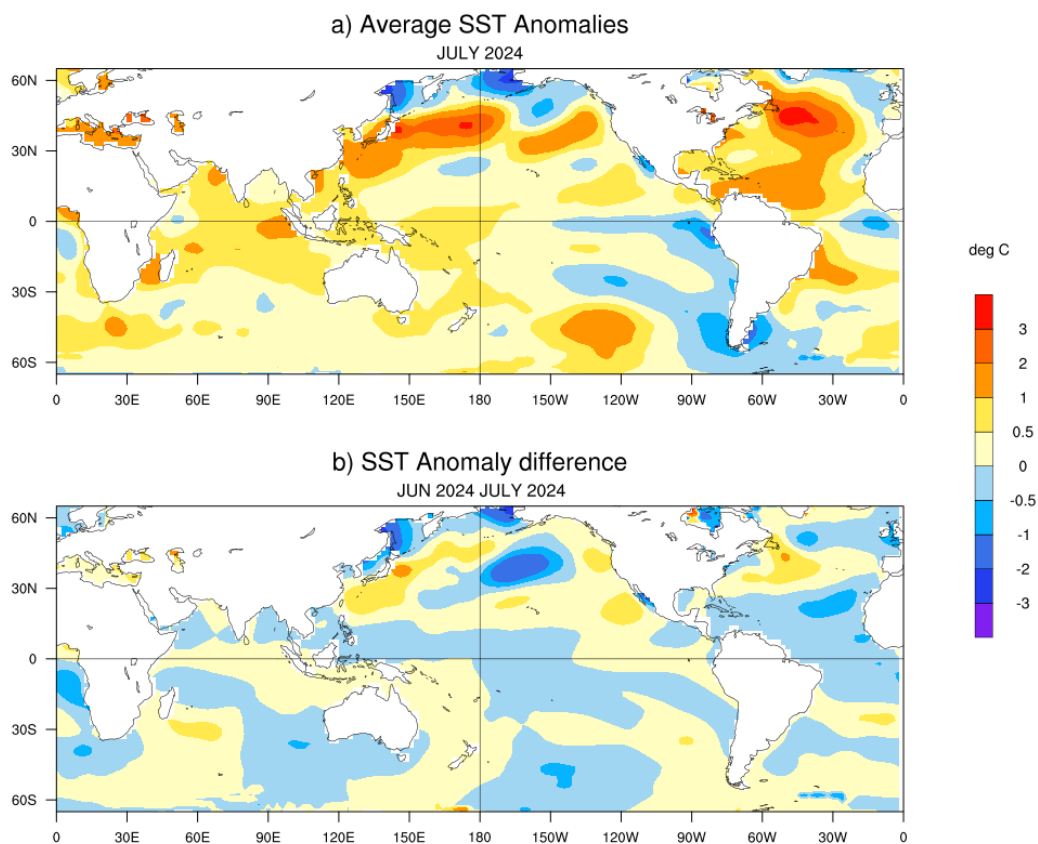 a) Average SST Anomalies
JULY 2024
60N
30N
0
30S
60S
0 30E 60E 90E 120E 150E 180 150W 120W 90W 60W 30W 0
deg C
3
2
1
0.5
0
-0.5
-1
-2
-3
b) SST Anomaly difference
JUN 2024 JULY 2024
60N
30N
0
30S
60S
0 30E 60E 90E 120E 150E 180 150W 120W 90W 60W 30W 0